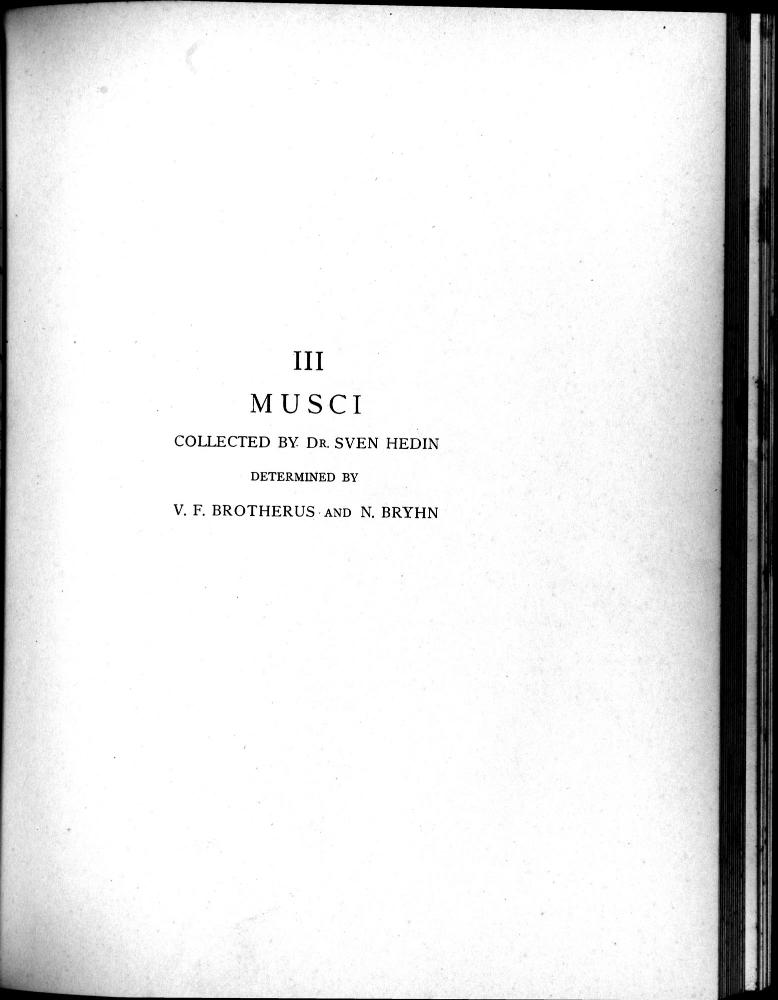 III
MUSCI
COLLECTED BY DR. SVEN HEDIN
DETERMINED BY
V. F. BROTHERUS AND N. BRYHN